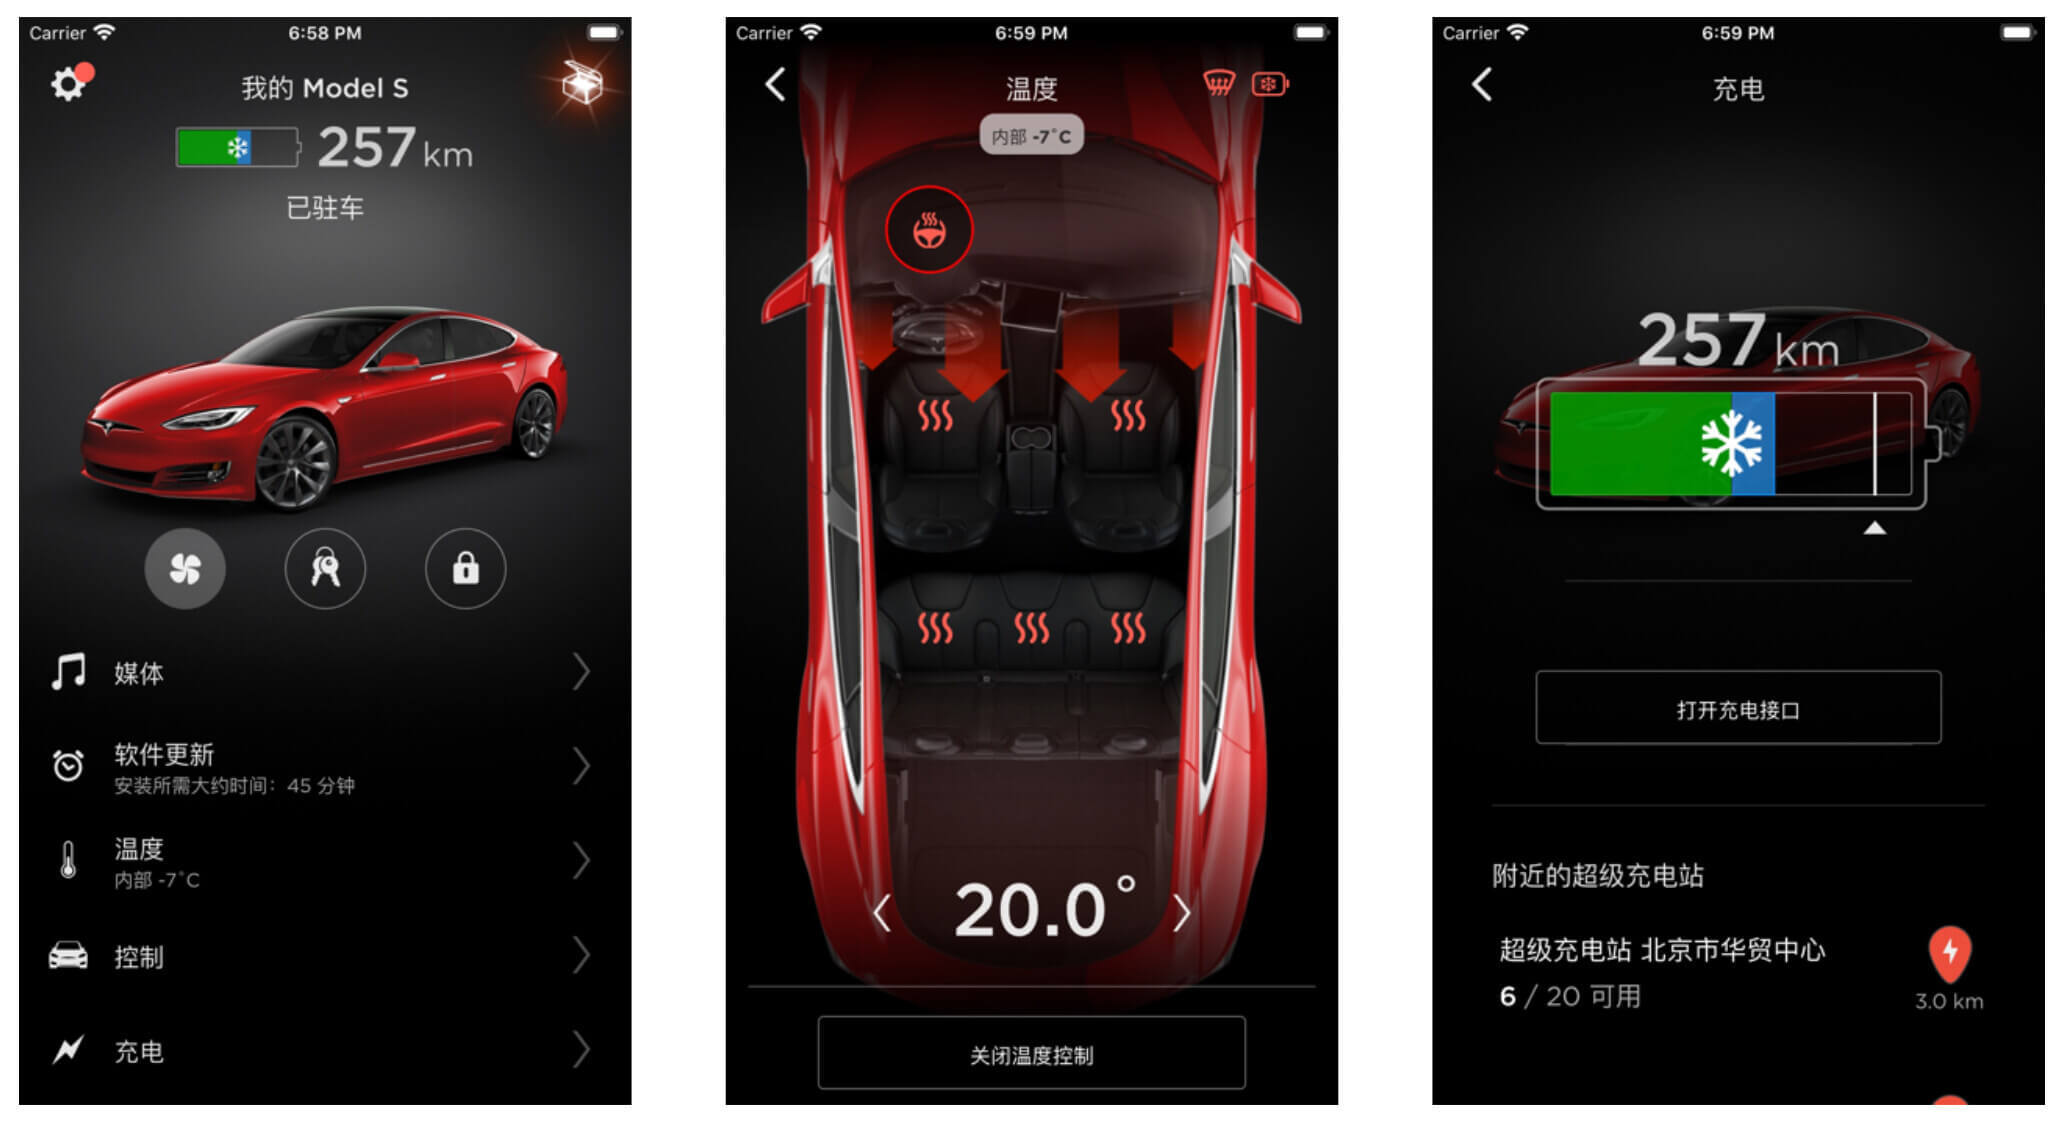 Carrier
6:58 PM
我的 Model S
257 km
已驻车
媒体
软件更新
安装所需大约时间：45 分钟
温度
内部 -7°C
控制
充电
Carrier
6:59 PM
温度
内部 -7°C
20.0°
关闭温度控制
Carrier
6:59 PM
充电
257 km
打开充电接口
附近的超级充电站
超级充电站 北京市华贸中心
6 / 20 可用
3.0 km